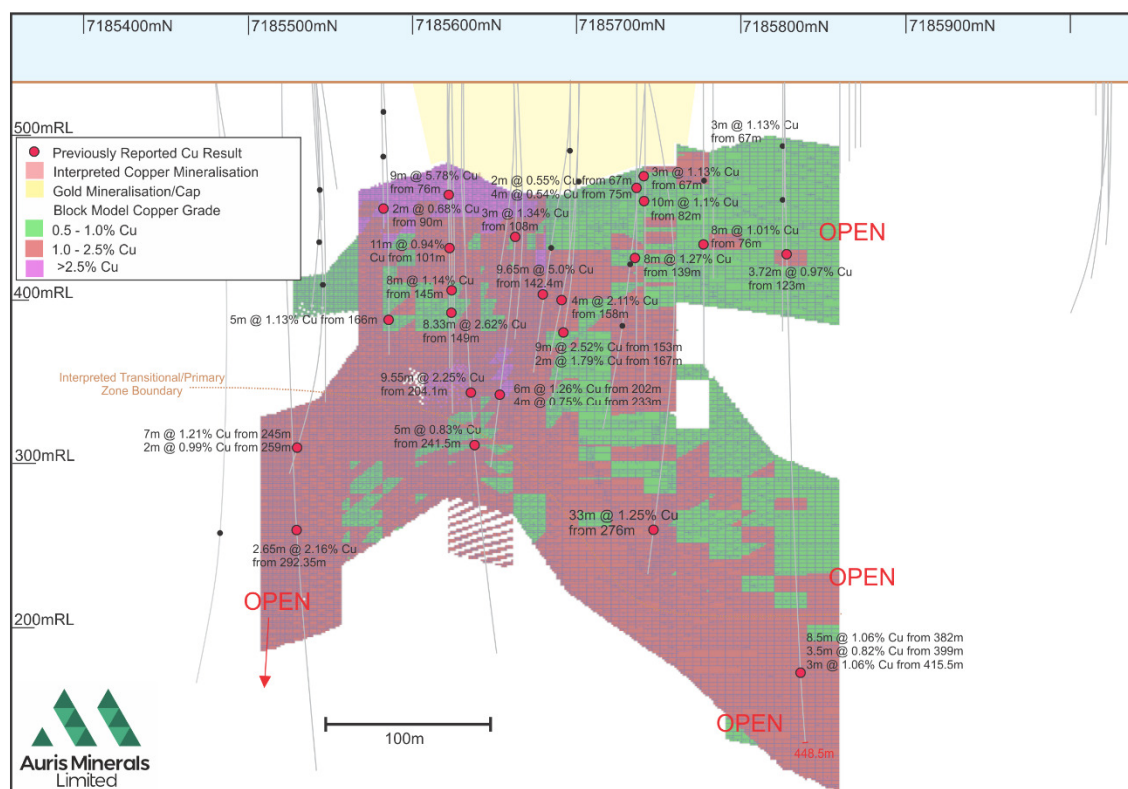 7185400mN
7185500mN
7185600mN
7185700mN
7185800mN
7185900mN
500mRL
400mRL
300mRL
200mRL
Previously Reported Cu Result
Interpreted Copper Mineralisation
Gold Mineralisation/Cap
Block Model Copper Grade
0.5 - 1.0% Cu
1.0 - 2.5% Cu
>2.5% Cu
3m @ 1.13% Cu
from 67m
9m @ 5.78% Cu
from 76m
2m @ 0.55% Cu from 67m
4m @ 0.54% Cu from 75m
3m @ 1.13% Cu
from 67m
2m @ 0.68% Cu
from 90m
3m @ 1.34% Cu
from 108m
10m @ 1.1% Cu
from 82m
8m @ 1.01% Cu
from 76m
OPEN
11m @ 0.94%
Cu from 101m
8m @ 1.27% Cu
from 139m
3.72m @ 0.97% Cu
from 123m
9.65m @ 5.0% Cu
from 142.4m
8m @ 1.14% Cu
from 145m
4m @ 2.11% Cu
from 158m
5m @ 1.13% Cu from 166m
8.33m @ 2.62% Cu
from 149m
9m @ 2.52% Cu from 153m
2m @ 1.79% Cu from 167m
Interpreted Transitional/Primary
Zone Boundary
9.55m @ 2.25% Cu
from 204.1m
6m @ 1.26% Cu from 202m
4m @ 0.75% Cu from 233m
7m @ 1.21% Cu from 245m
2m @ 0.99% Cu from 259m
5m @ 0.83% Cu
from 241.5m
33m @ 1.25% Cu
from 276m
2.65m @ 2.16% Cu
from 292.35m
OPEN
OPEN
8.5m @ 1.06% Cu from 382m
3.5m @ 0.82% Cu from 399m
3m @ 1.06% Cu from 415.5m
OPEN
448.5m
100m
Auris Minerals
Limited